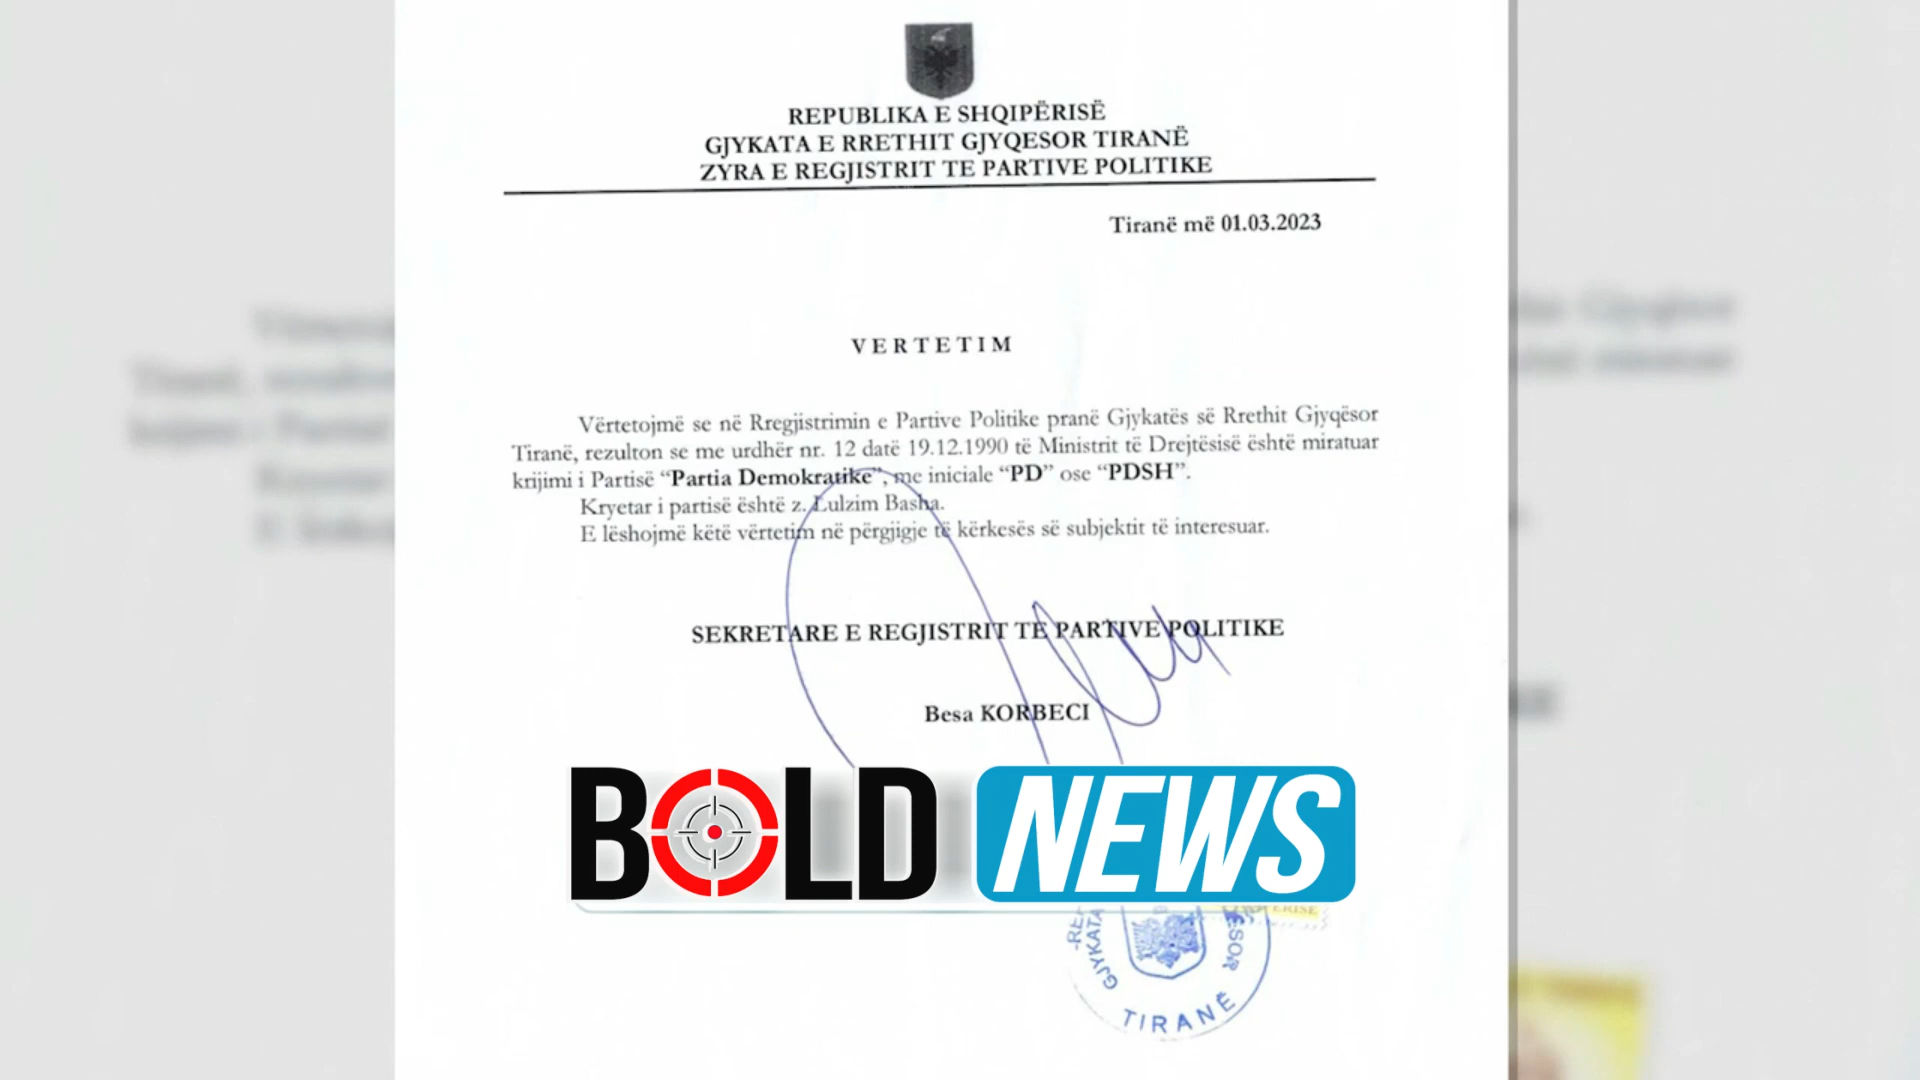 REPUBLIKA E SHQIPËRISË
GJYKATA E RRETHIT GJYQESOR TIRANË
ZYRA E REGJISTRIT TE PARTIVE POLITIKE
Tiranë më 01.03.2023
VERTETIM
Vërtetojmë se në Rregjistrimin e Partive Politike pranë Gjykatës së Rrethit Gjyqësor
Tiranë, rezulton se me urdhër nr. 12 datë 19.12.1990 të Ministrit të Drejtësisë është miratuar
krijimi i Partisë “Partia Demokratike”, me iniciale “PD” ose “PDSH”.
Kryetar i partisë është z. Lulzim Basha.
E lëshojmë këtë vërtetim në përgjigje të kërkesës së subjektit të interesuar.
SEKRETARE E REGJISTRIT TË PARTIVE POLITIKE
Besa KORBECI
BOLD NEWS
GJYKATA
TIRANË